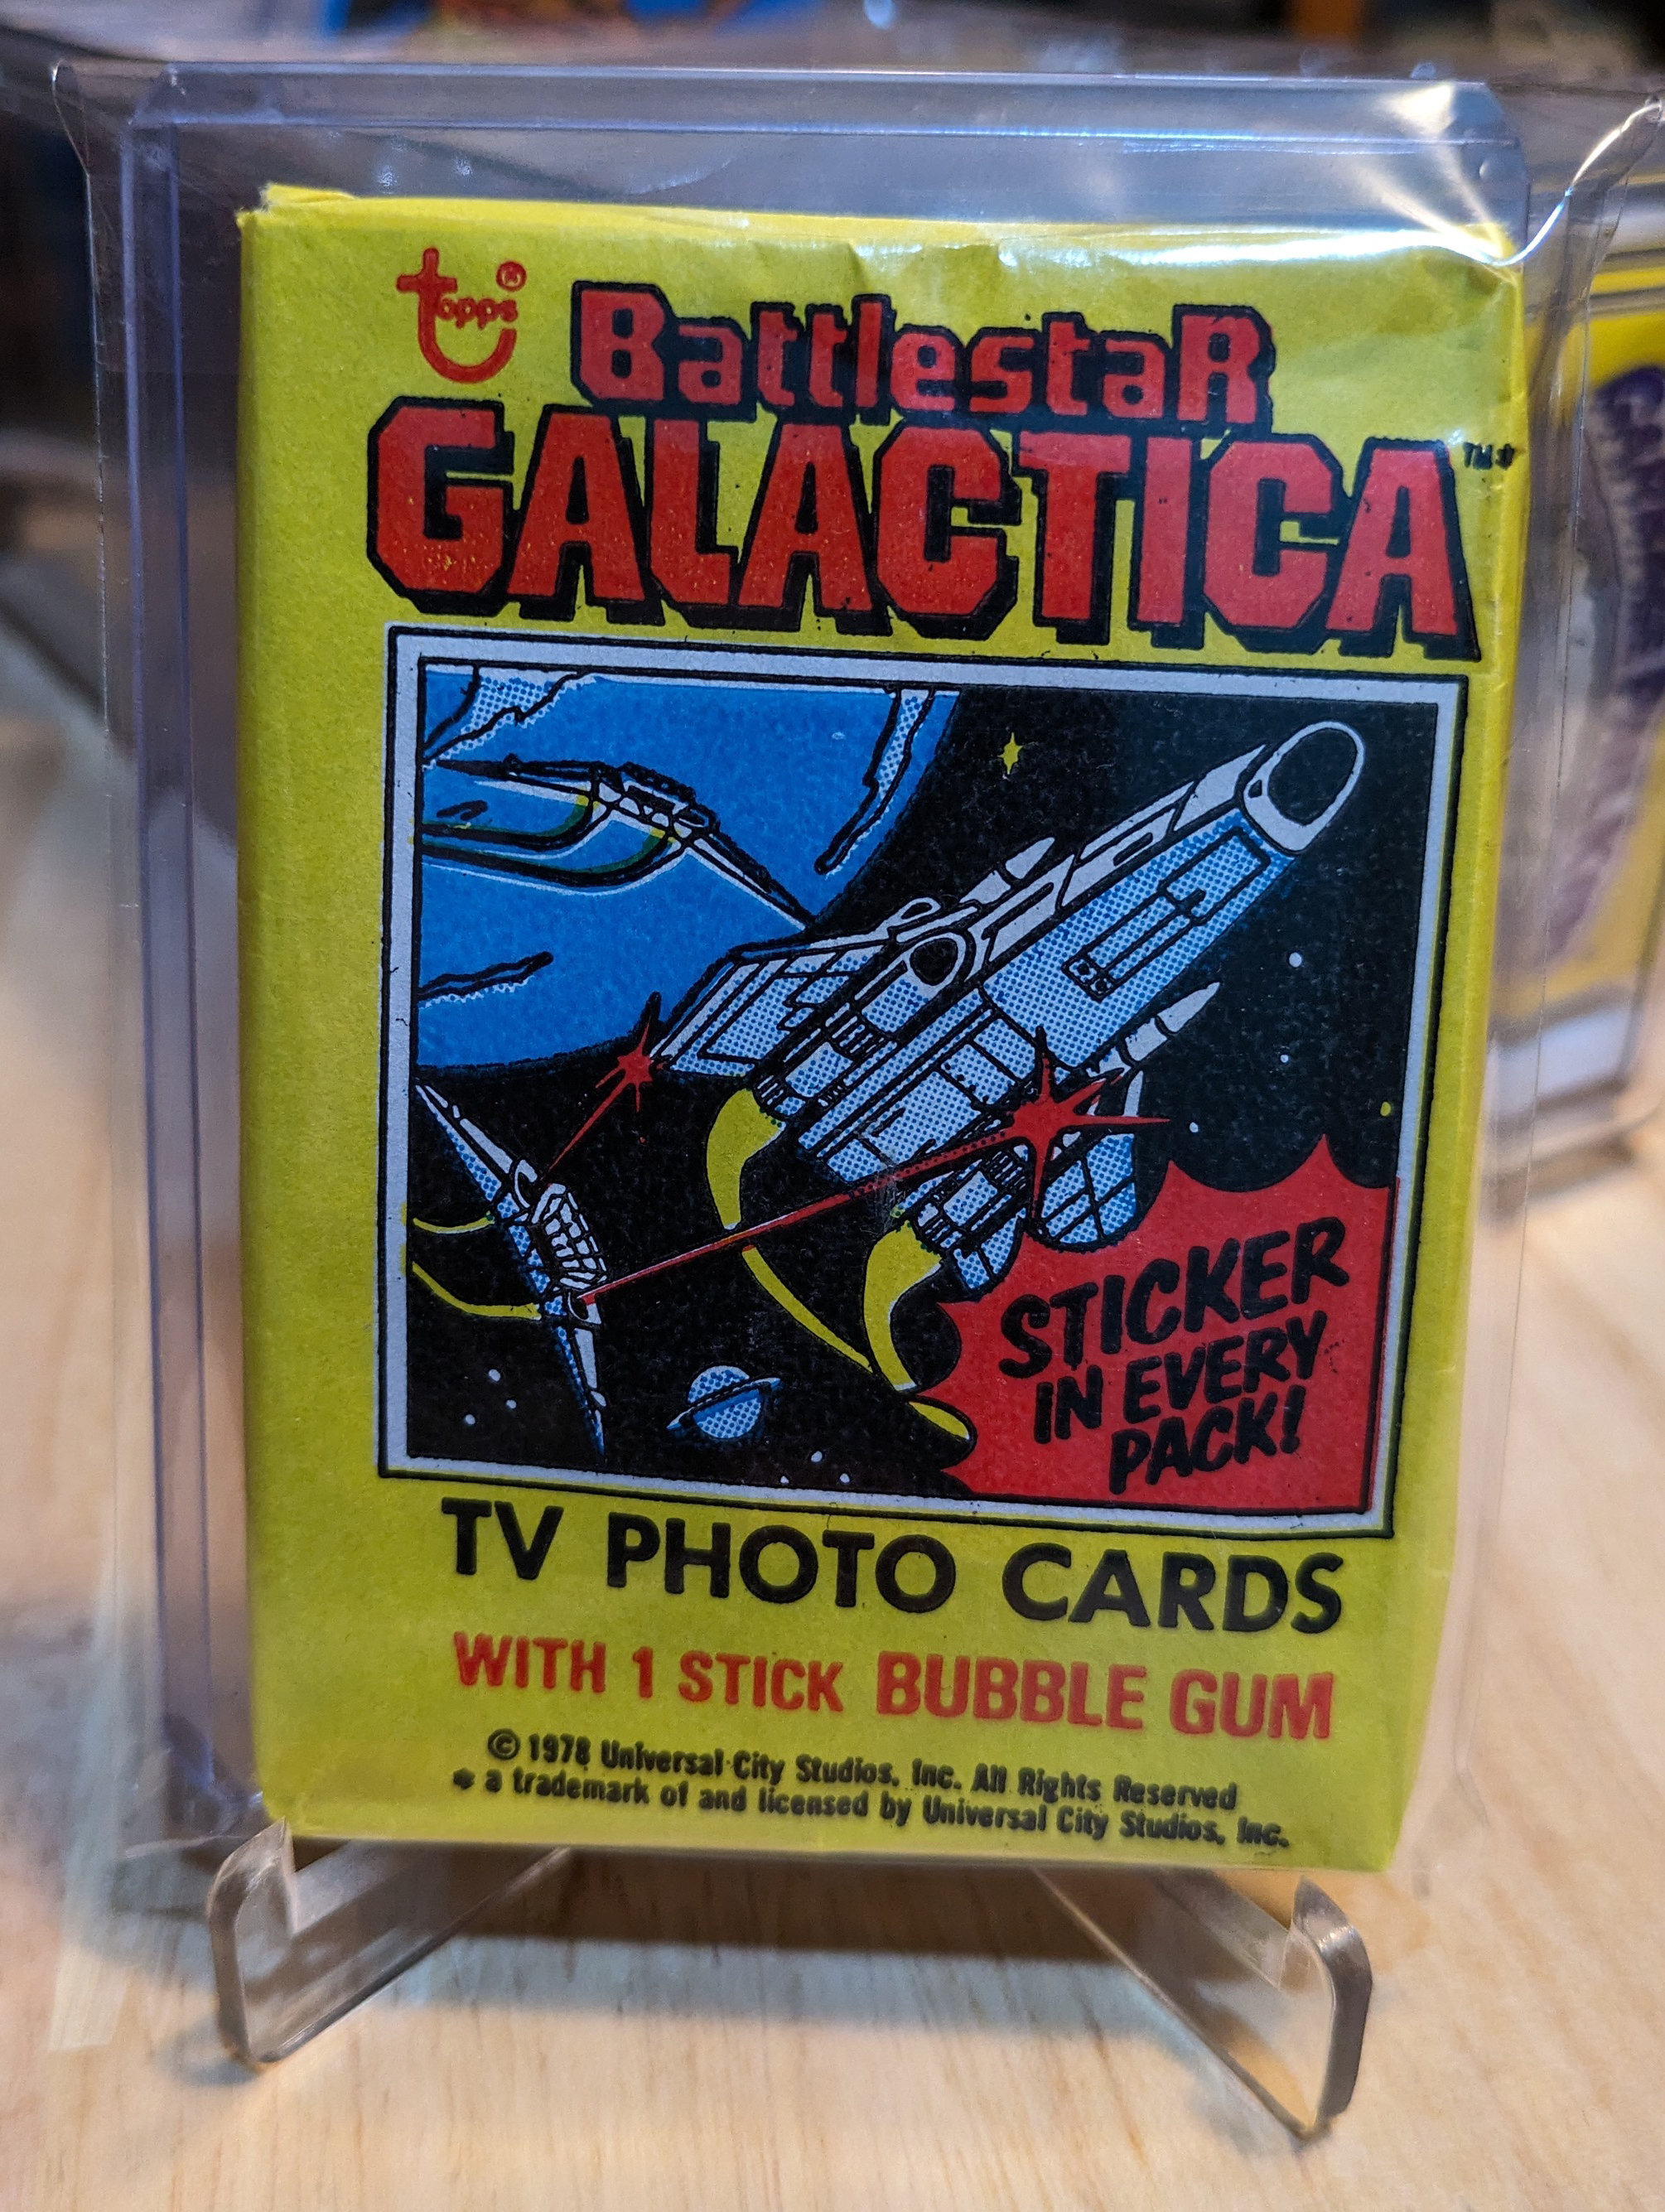 topps®
Battlestar
GALACTICA™*
STICKER
IN EVERY
PACK!
TV PHOTO CARDS
WITH 1 STICK BUBBLE GUM
© 1978 Universal City Studios, Inc. All Rights Reserved
* a trademark of and licensed by Universal City Studios, Inc.